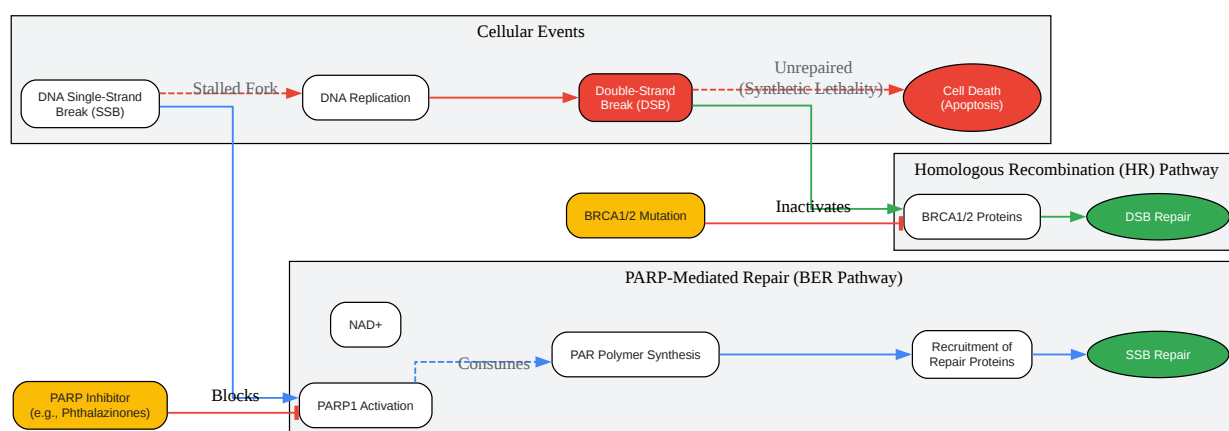 Cellular Events
DNA Single-Strand
Break (SSB)
Stalled Fork
DNA Replication
Double-Strand
Break (DSB)
Unrepaired
(Synthetic Lethality)
Cell Death
(Apoptosis)
Homologous Recombination (HR) Pathway
BRCA1/2 Mutation
Inactivates
BRCA1/2 Proteins
DSB Repair
PARP-Mediated Repair (BER Pathway)
NAD+
Consumes
PAR Polymer Synthesis
Recruitment of
Repair Proteins
SSB Repair
PARP Inhibitor
(e.g., Phthalazinones)
Blocks
PARP1 Activation